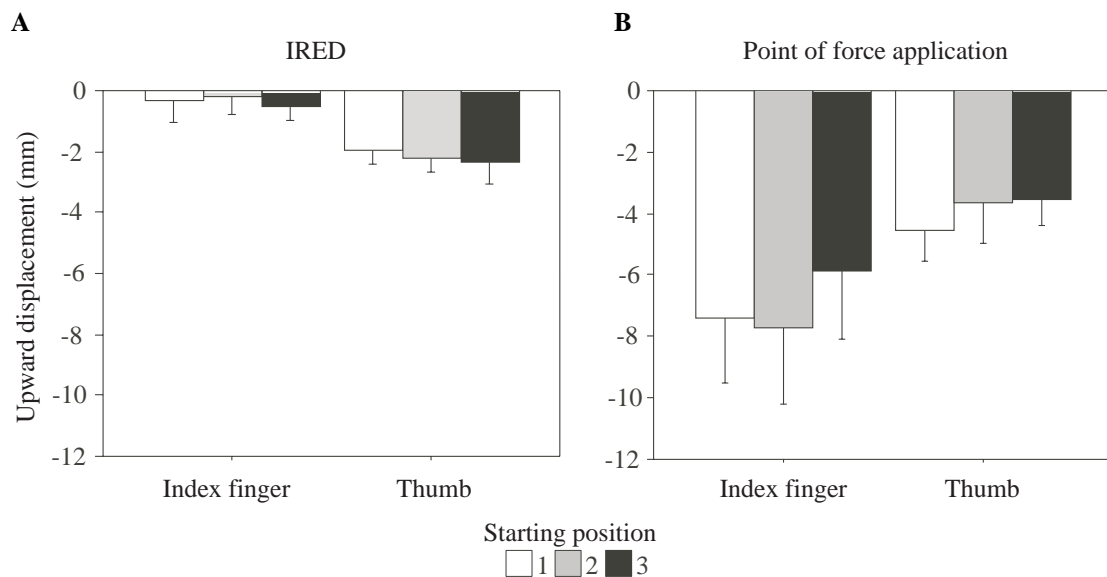 A
IRED
0
-2
-4
-6
-8
-10
-12
Upward displacement (mm)
Index finger Thumb
B
Point of force application
0
-2
-4
-6
-8
-10
-12
Index finger Thumb
Starting position
1 2 3